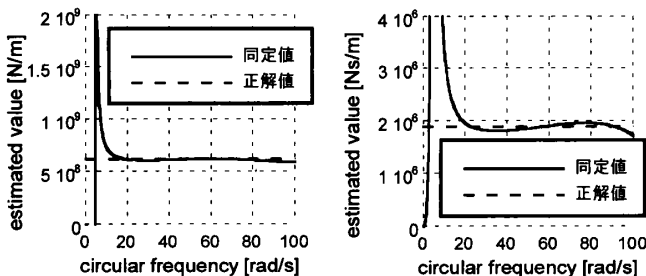 estimated value [N/m]
2 10⁹
1.5 10⁹
1 10⁹
5 10⁸
0
同定値
正解値
0 20 40 60 80 100
circular frequency [rad/s]
estimated value [Ns/m]
4 10⁶
3 10⁶
2 10⁶
1 10⁶
0
同定値
正解値
0 20 40 60 80 100
circular frequency [rad/s]